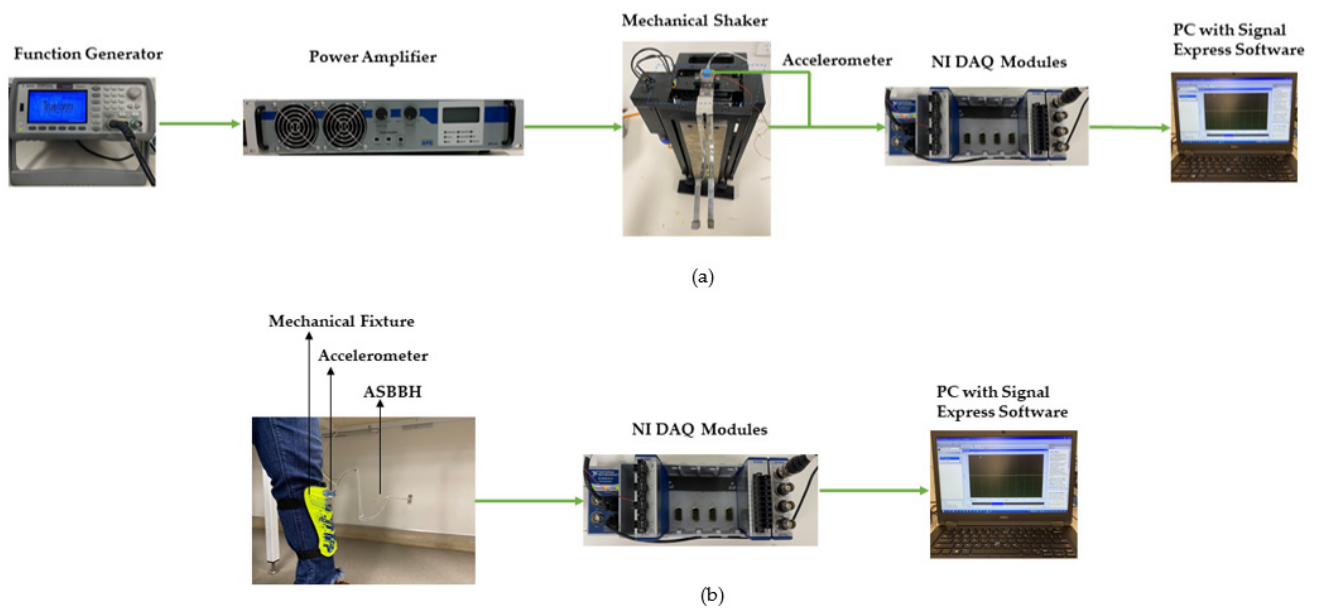 Function Generator
Power Amplifier
Mechanical Shaker
Accelerometer
NI DAQ Modules
PC with Signal
Express Software
(a)
Mechanical Fixture
Accelerometer
ASBBH
NI DAQ Modules
PC with Signal
Express Software
(b)